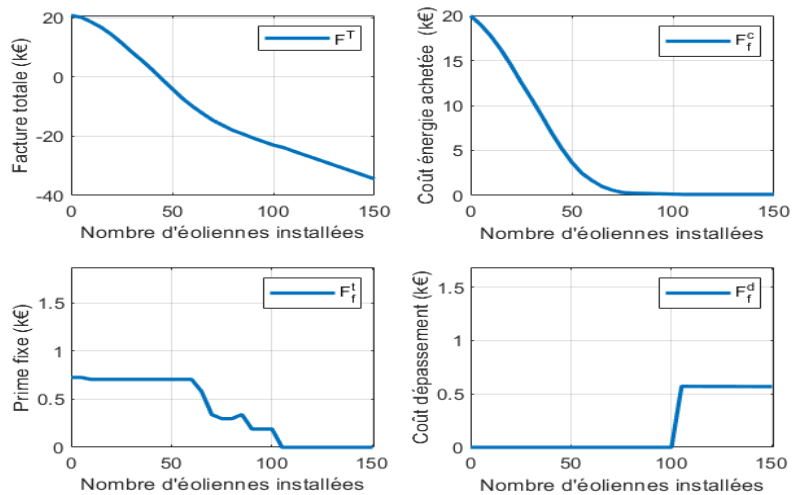 20
0
-20
-40
Facture totale (k€)
F^T
0 50 100 150
Nombre d'éoliennes installées
20
15
10
5
0
Coût énergie achetée (k€)
F_f^c
0 50 100 150
Nombre d'éoliennes installées
1.5
1
0.5
0
Prime fixe (k€)
F_f^t
0 50 100 150
Nombre d'éoliennes installées
1.5
1
0.5
0
Coût dépassement (k€)
F_f^d
0 50 100 150
Nombre d'éoliennes installées